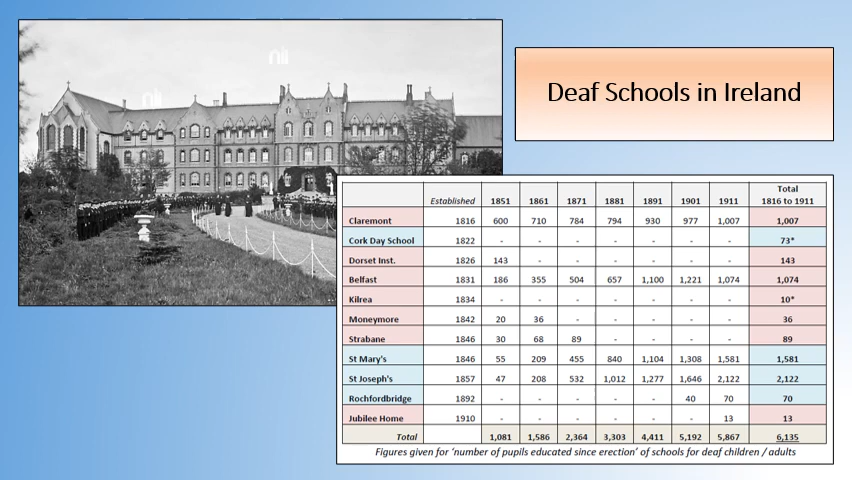 nli
nli
Deaf Schools in Ireland
Total
Established 1851 1861 1871 1881 1891 1901 1911 1816 to 1911
Claremont 1816 600 710 784 794 930 977 1,007 1,007
Cork Day School 1822 - - - - - - - 73*
Dorset Inst. 1826 143 - - - - - - 143
Belfast 1831 186 355 504 657 1,100 1,221 1,074 1,074
Kilrea 1834 - - - - - - - 10*
Moneymore 1842 20 36 - - - - - 36
Strabane 1846 30 68 89 - - - - 89
St Mary's 1846 55 209 455 840 1,104 1,308 1,581 1,581
St Joseph's 1857 47 208 532 1,012 1,277 1,646 2,122 2,122
Rochfordbridge 1892 - - - - - 40 70 70
Jubilee Home 1910 - - - - - - 13 13
Total 1,081 1,586 2,364 3,303 4,411 5,192 5,867 6,135
Figures given for 'number of pupils educated since erection' of schools for deaf children / adults